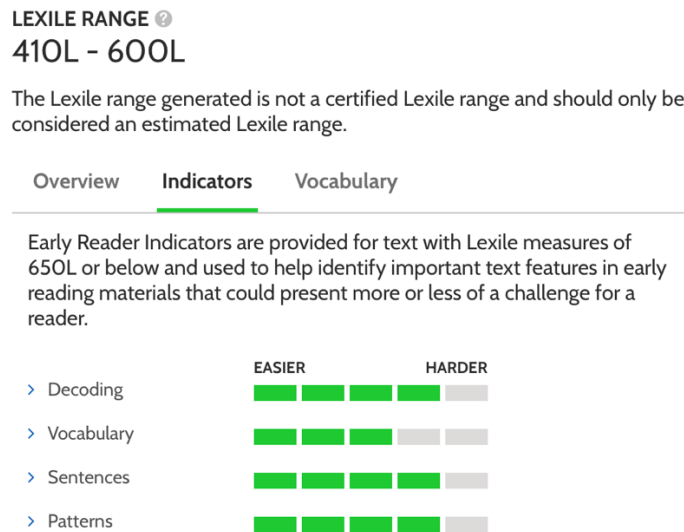 LEXILE RANGE ?
410L - 600L
The Lexile range generated is not a certified Lexile range and should only be
considered an estimated Lexile range.
Overview Indicators Vocabulary
Early Reader Indicators are provided for text with Lexile measures of
650L or below and used to help identify important text features in early
reading materials that could present more or less of a challenge for a
reader.
EASIER HARDER
Decoding
Vocabulary
Sentences
Patterns